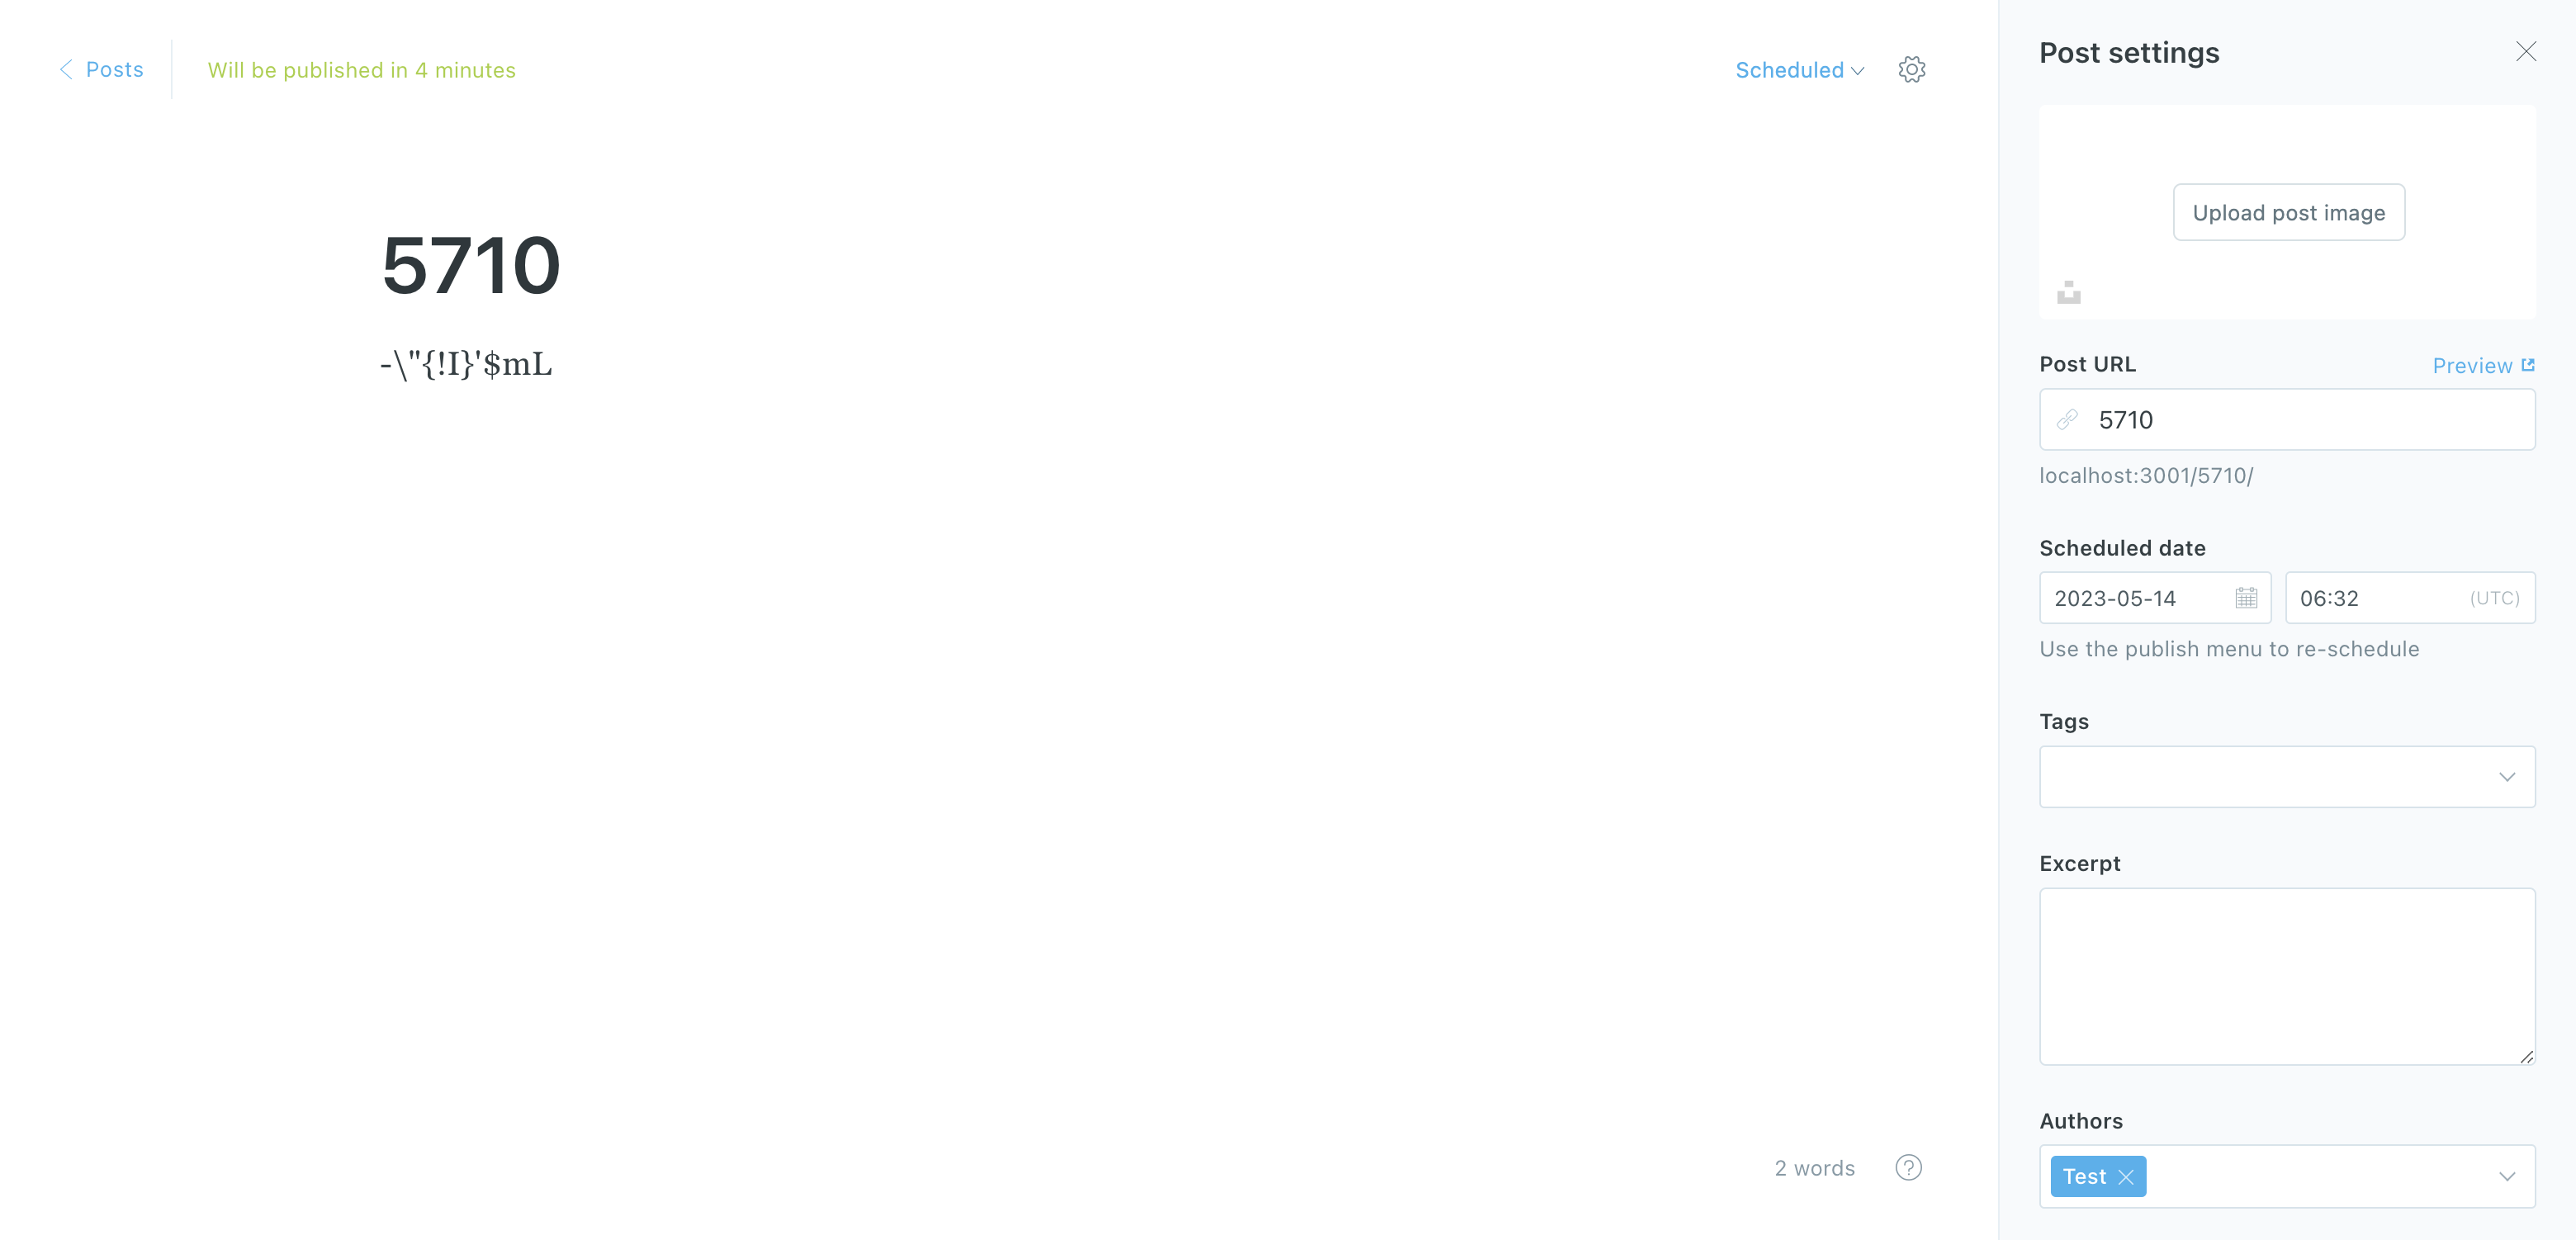 Posts
Will be published in 4 minutes
Scheduled
5710
-\"{!I}'$mL
2 words
?
Post settings
Upload post image
Post URL
Preview
5710
localhost:3001/5710/
Scheduled date
2023-05-14
06:32 (UTC)
Use the publish menu to re-schedule
Tags
Excerpt
Authors
Test